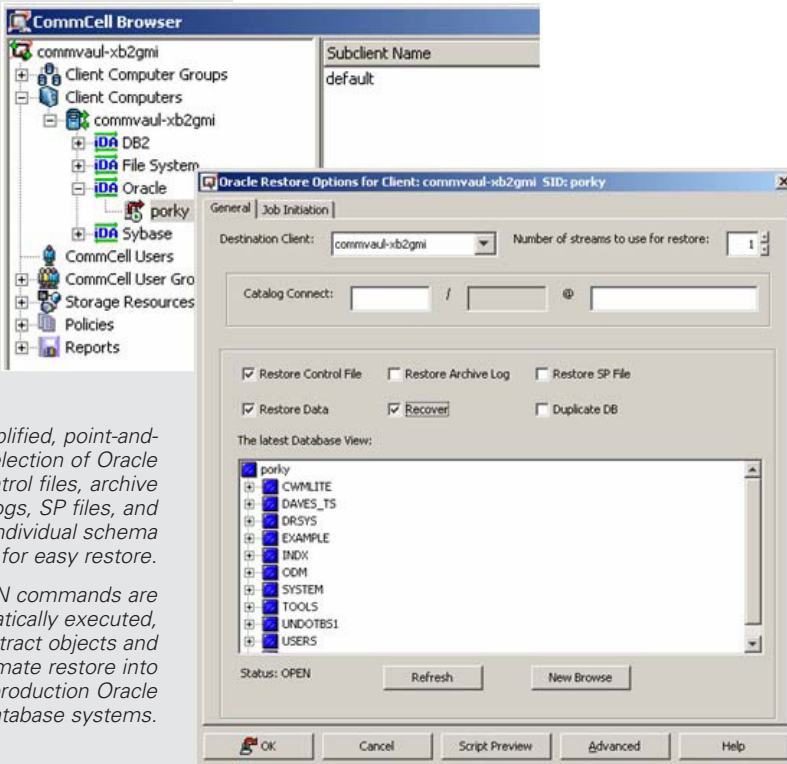 CommCell Browser
commvaul-xb2gmi
Client Computer Groups
Client Computers
commvaul-xb2gmi
iDA DB2
iDA File System
iDA Oracle
porky
iDA Sybase
CommCell Users
CommCell User Gro
Storage Resources
Policies
Reports
Subclient Name
default
Oracle Restore Options for Client: commvaul-xb2gmi SID: porky
General
Job Initiation
Destination Client:
commvaul-xb2gmi
Number of streams to use for restore:
1
Catalog Connect:
/
@
Restore Control File
Restore Archive Log
Restore SP File
Restore Data
Recover
Duplicate DB
The latest Database View:
porky
CWMLITE
DAVES_TS
DRSYS
EXAMPLE
INDX
ODM
SYSTEM
TOOLS
UNDOTBS1
USERS
Status: OPEN
Refresh
New Browse
OK
Cancel
Script Preview
Advanced
Help
plified, point-and-
election of Oracle
trol files, archive
ogs, SP files, and
ndividual schema
for easy restore.
N commands are
atically executed,
tract objects and
mate restore into
production Oracle
atabase systems.